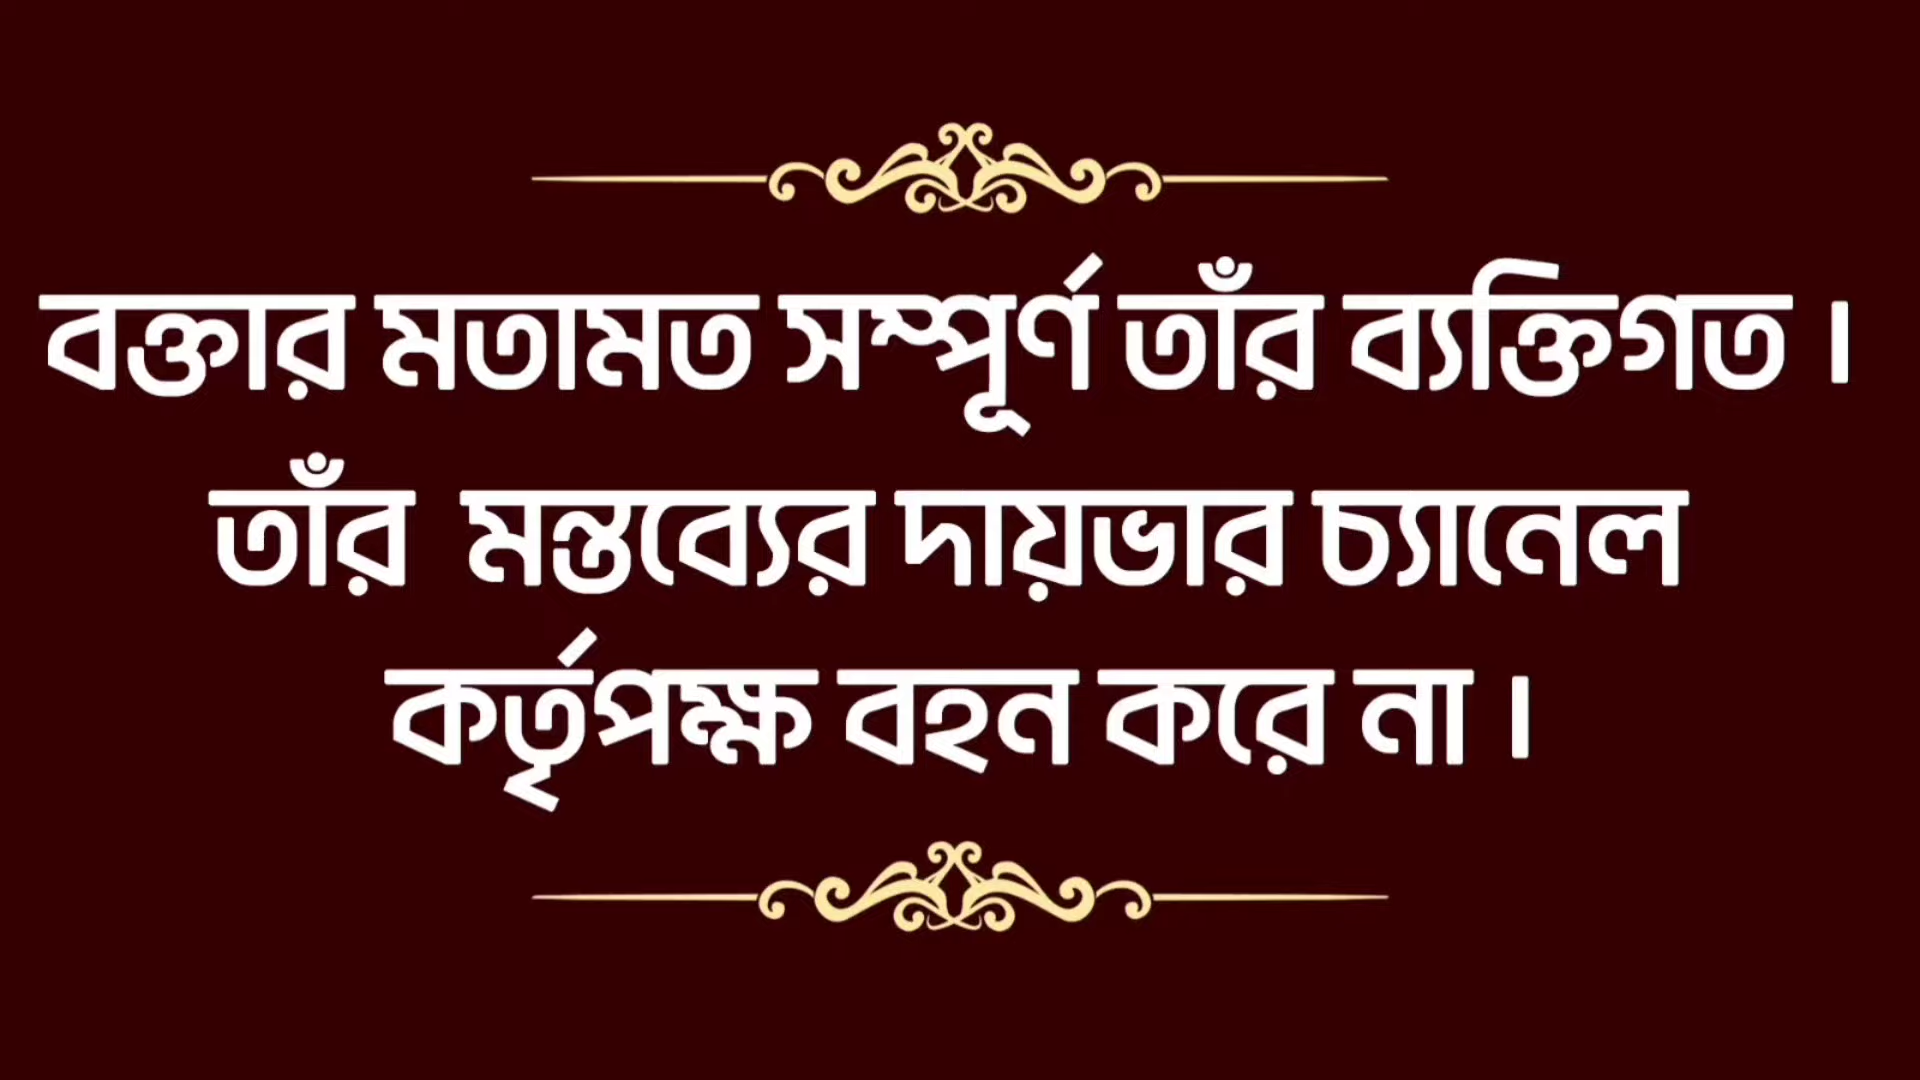 বক্তার মতামত সম্পূর্ণ তাঁর ব্যক্তিগত ।
তাঁর মন্তব্যের দায়ভার চ্যানেল
কর্তৃপক্ষ বহন করে না ।